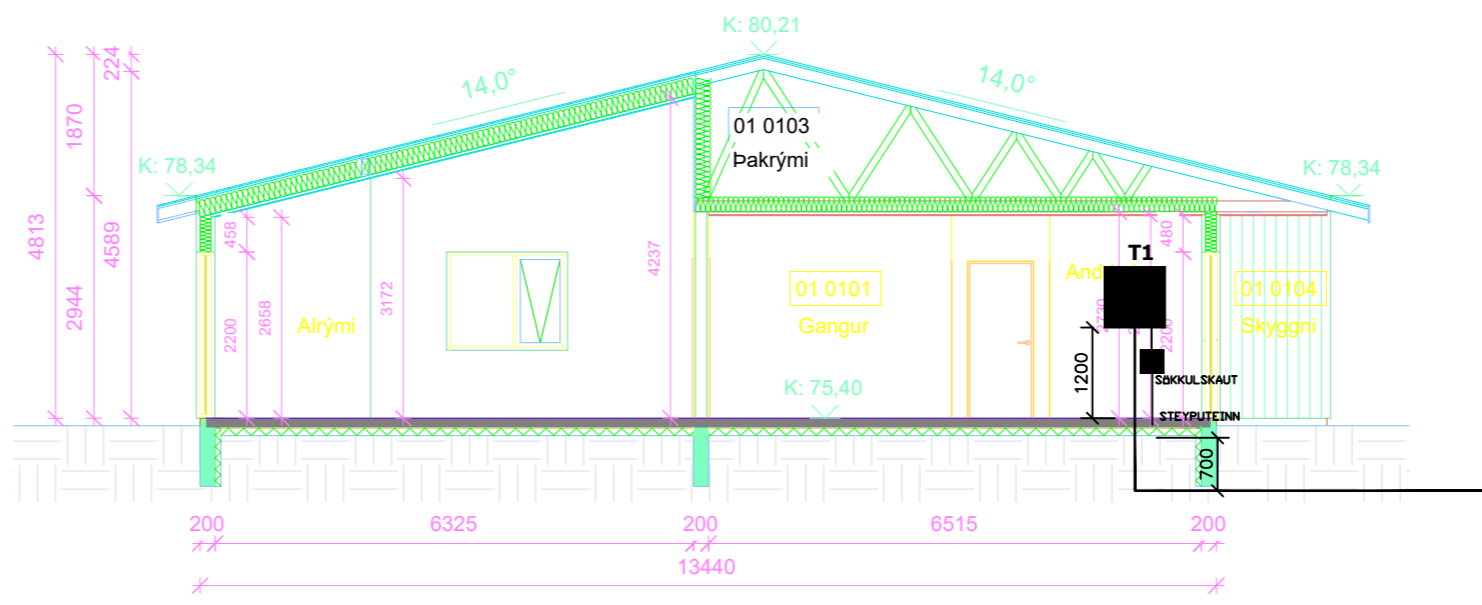 K: 80,21
14,0°
14,0°
01 0103
Þakrými
K: 78,34
K: 78,34
224
1870
4813
4589
2944
458
2200
2658
3172
4237
480
2730
2200
Alrými
01 0101
Gangur
T1
01 0104
Skyggni
1200
SÖKKULSKAUT
STEYPUTEINN
K: 75,40
700
200
6325
200
6515
200
13440